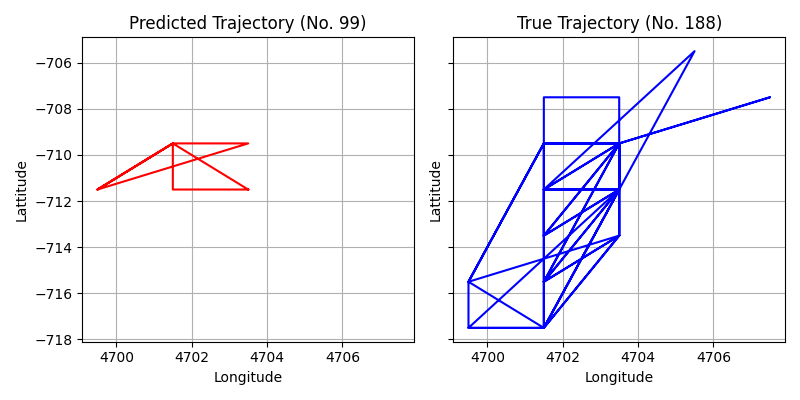 Predicted Trajectory (No. 99)
True Trajectory (No. 188)
Lattitude
−706
−708
−710
−712
−714
−716
−718
4700
4702
4704
4706
Longitude
Lattitude
4700
4702
4704
4706
Longitude